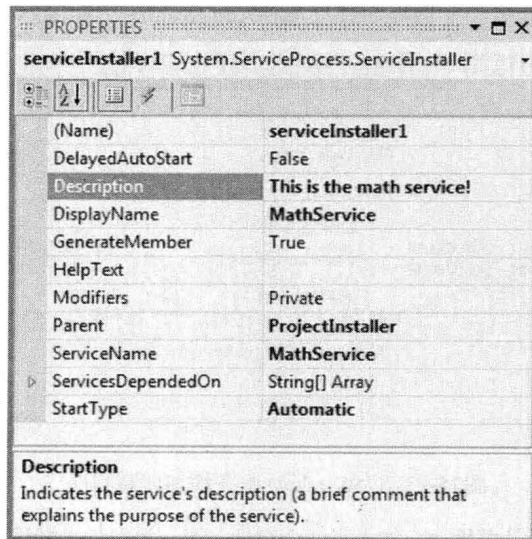 PROPERTIES
serviceInstaller1 System.ServiceProcess.ServiceInstaller
(Name) serviceInstaller1
DelayedAutoStart False
Description This is the math service!
DisplayName MathService
GenerateMember True
HelpText
Modifiers Private
Parent ProjectInstaller
ServiceName MathService
ServicesDependedOn String[] Array
StartType Automatic
Description
Indicates the service's description (a brief comment that
explains the purpose of the service).